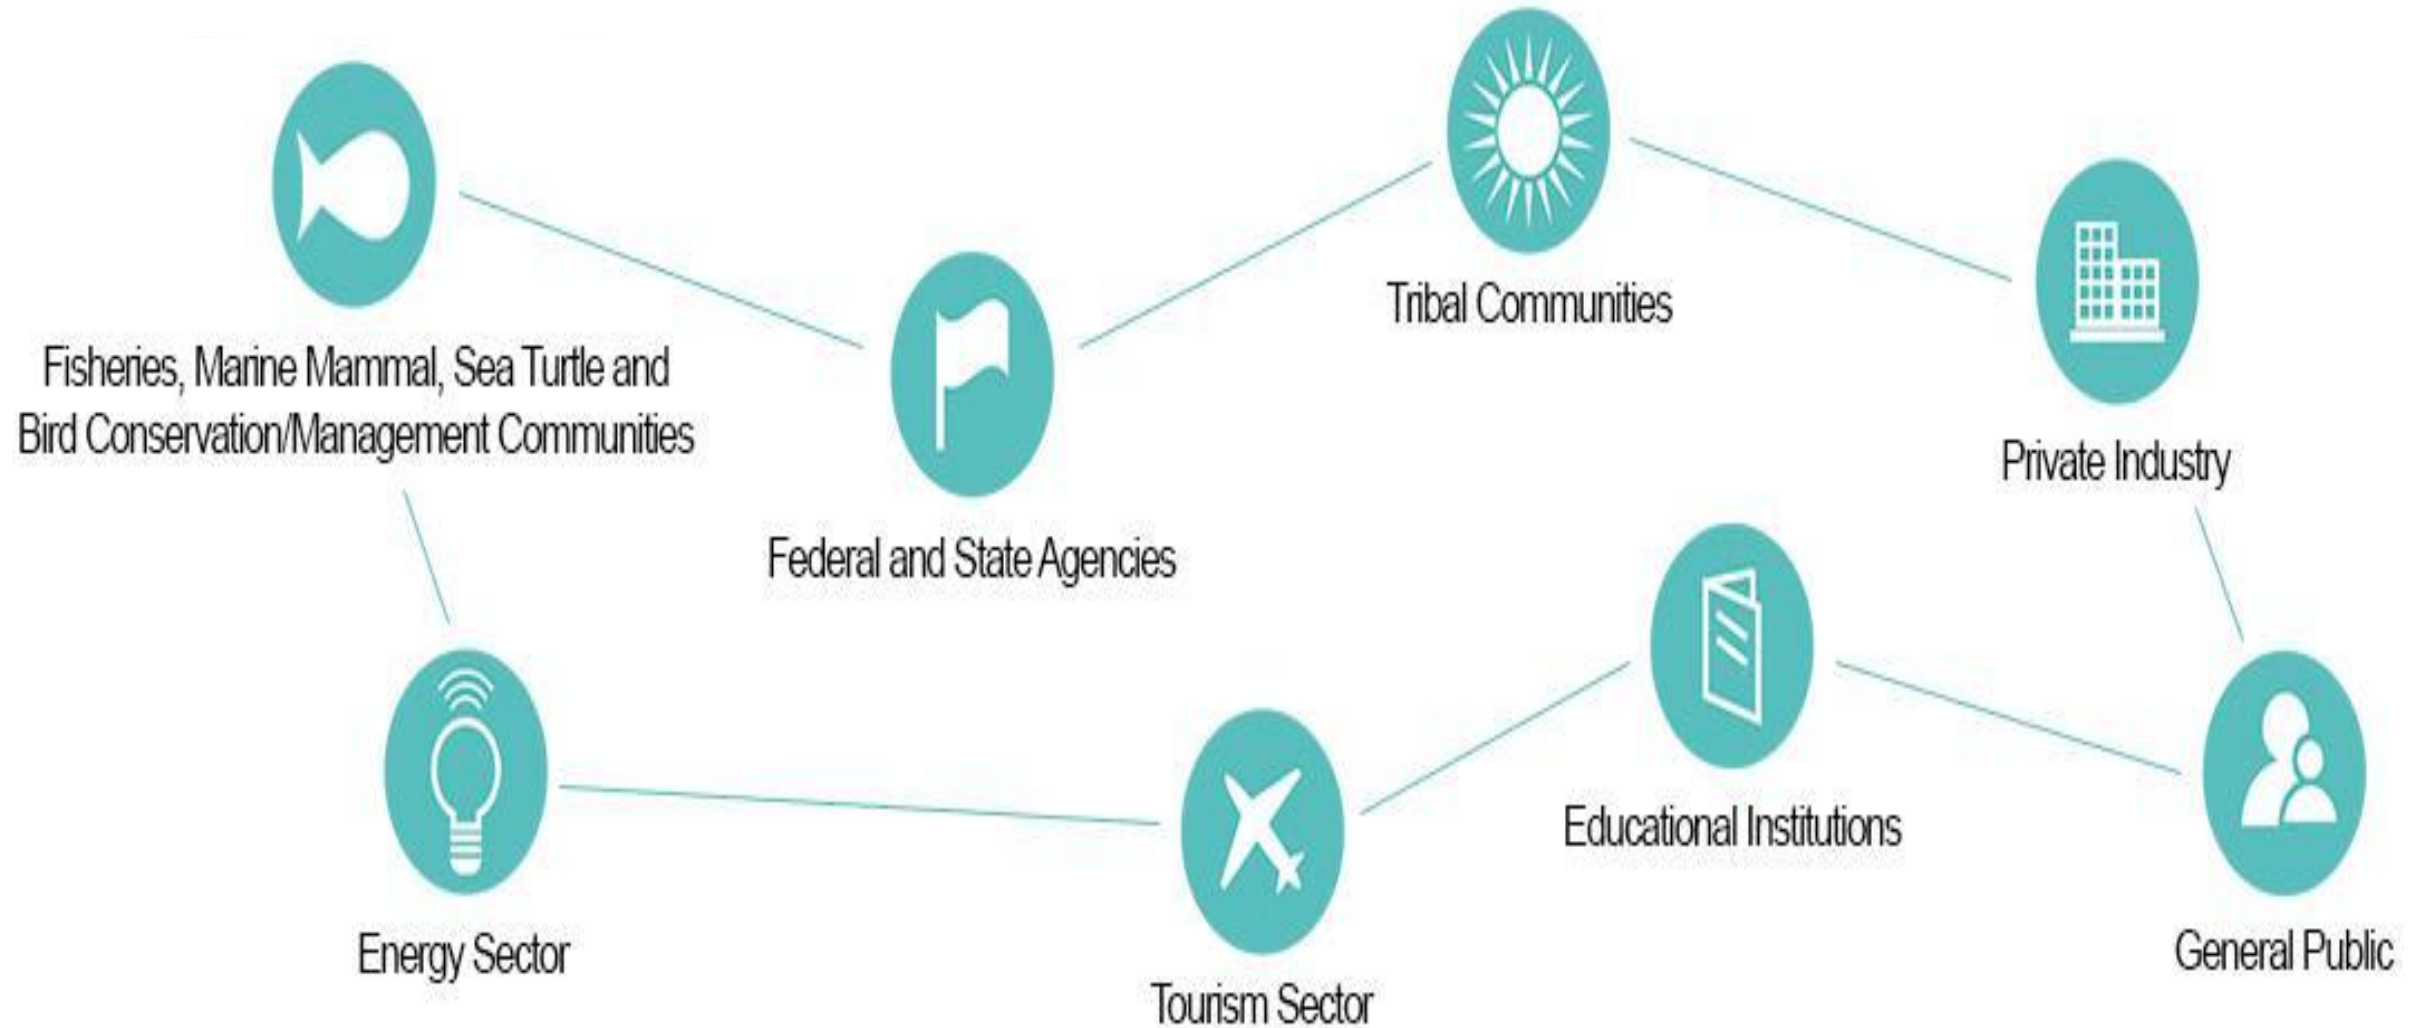 Fisheries, Marine Mammal, Sea Turtle and
Bird Conservation/Management Communities
Federal and State Agencies
Tribal Communities
Private Industry
Energy Sector
Tourism Sector
Educational Institutions
General Public